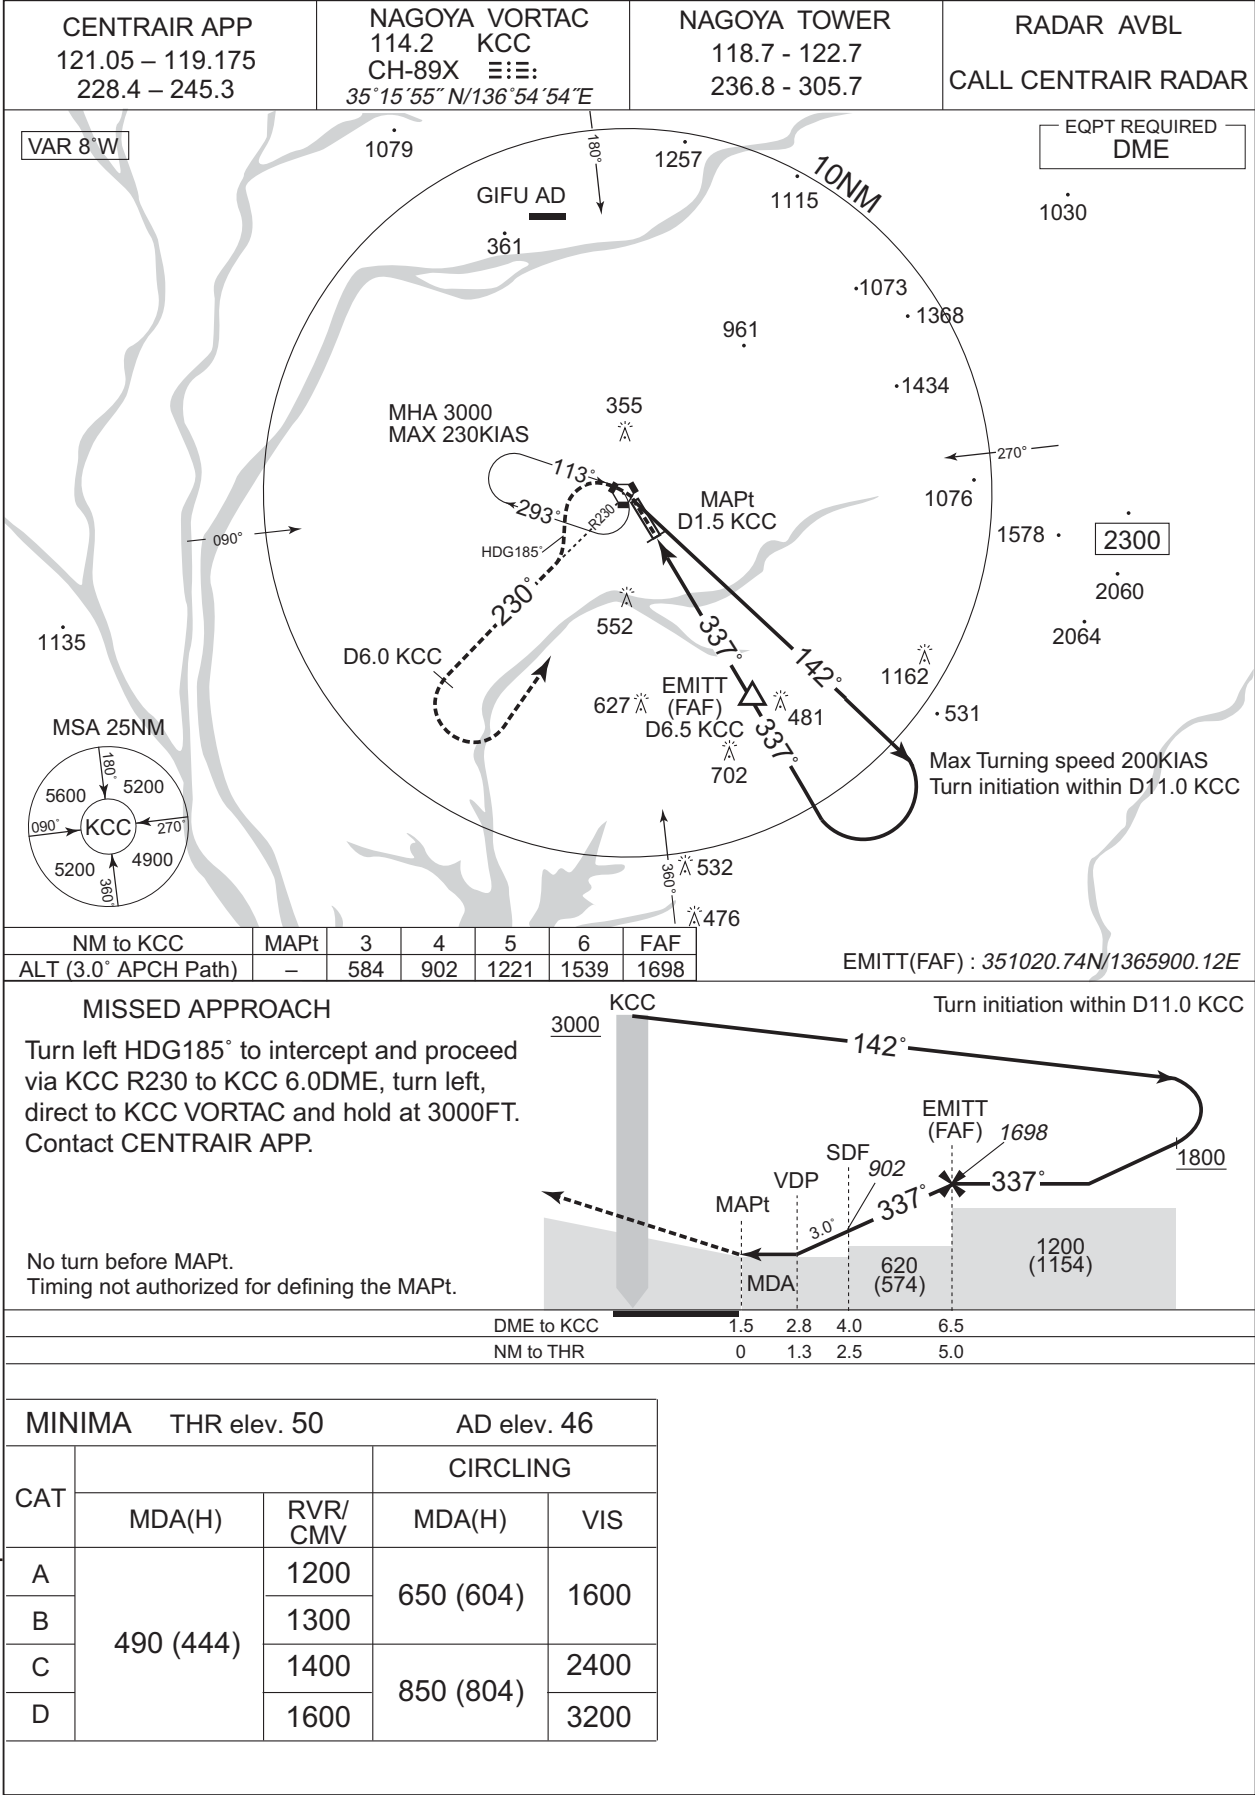 CENTRAIR APP
121.05 – 119.175
228.4 – 245.3
NAGOYA VORTAC
114.2 KCC
CH-89X
35°15´55˝ N/136°54´54˝E
NAGOYA TOWER
118.7 - 122.7
236.8 - 305.7
RADAR AVBL
CALL CENTRAIR RADAR
VAR 8°W
EQPT REQUIRED
DME
1079
180°
1257
10NM
1115
1030
GIFU AD
361
1073
1368
961
1434
355
MHA 3000
MAX 230KIAS
113°
293°
R230
HDG185°
230°
MAPt
D1.5 KCC
270°
1076
1578
2300
090°
2060
2064
1135
552
337°
142°
1162
D6.0 KCC
EMITT
(FAF)
D6.5 KCC
627
481
531
337°
702
Max Turning speed 200KIAS
Turn initiation within D11.0 KCC
MSA 25NM
180°
5600
5200
090°
KCC
270°
5200
4900
360°
360°
532
476
NM to KCC MAPt 3 4 5 6 FAF
ALT (3.0° APCH Path) – 584 902 1221 1539 1698
EMITT(FAF) : 351020.74N/1365900.12E
MISSED APPROACH
Turn left HDG185° to intercept and proceed
via KCC R230 to KCC 6.0DME, turn left,
direct to KCC VORTAC and hold at 3000FT.
Contact CENTRAIR APP.
No turn before MAPt.
Timing not authorized for defining the MAPt.
KCC
3000
Turn initiation within D11.0 KCC
142°
EMITT
(FAF)
1698
SDF
902
1800
VDP
337°
337°
MAPt
3.0°
MDA
620
(574)
1200
(1154)
DME to KCC 1.5 2.8 4.0 6.5
NM to THR 0 1.3 2.5 5.0
MINIMA THR elev. 50 AD elev. 46
CIRCLING
CAT MDA(H) RVR/
CMV MDA(H) VIS
A 490 (444) 1200 650 (604) 1600
B 1300
C 1400 850 (804) 2400
D 1600 3200